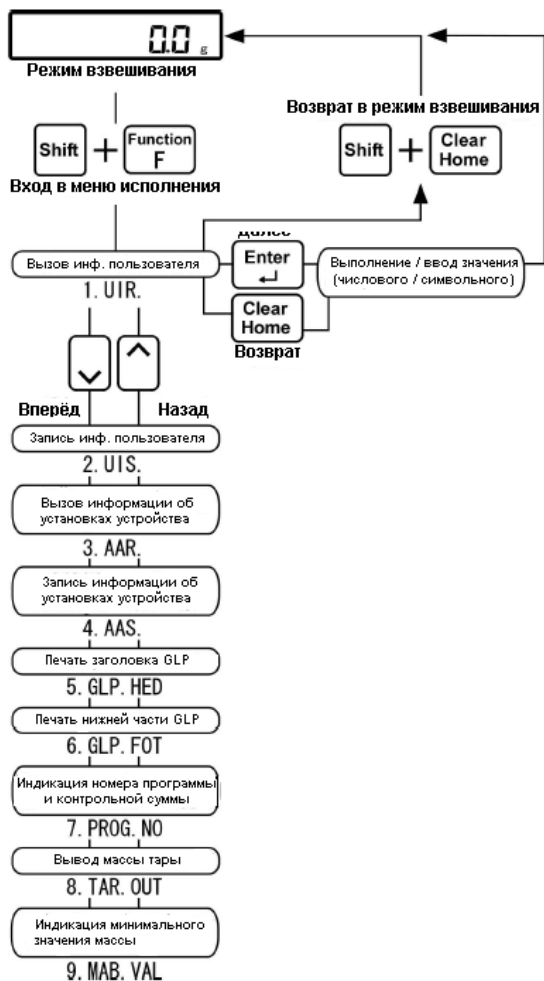 0.0 g
Режим взвешивания
Shift + Function F
Вход в меню исполнения
Возврат в режим взвешивания
Shift + Clear Home
Далее
Enter
Clear Home
Возврат
Выполнение / ввод значения
(числового / символьного)
Вызов инф. пользователя
1. UIR.
Вперёд Назад
Запись инф. пользователя
2. UIS.
Вызов информации об
установках устройства
3. AAR.
Запись информации об
установках устройства
4. AAS.
Печать заголовка GLP
5. GLP. HED
Печать нижней части GLP
6. GLP. FOT
Индикация номера программы
и контрольной суммы
7. PROG. NO
Вывод массы тары
8. TAR. OUT
Индикация минимального
значения массы
9. MAB. VAL